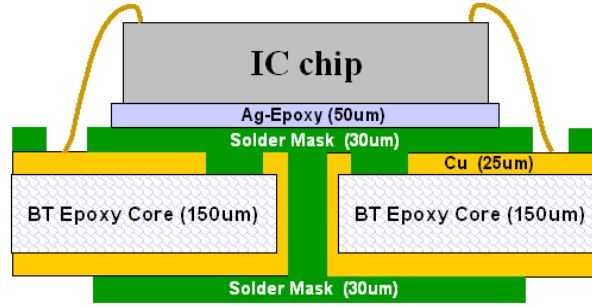 IC chip
Ag-Epoxy (50um)
Solder Mask (30um)
Cu (25um)
BT Epoxy Core (150um)
BT Epoxy Core (150um)
Solder Mask (30um)